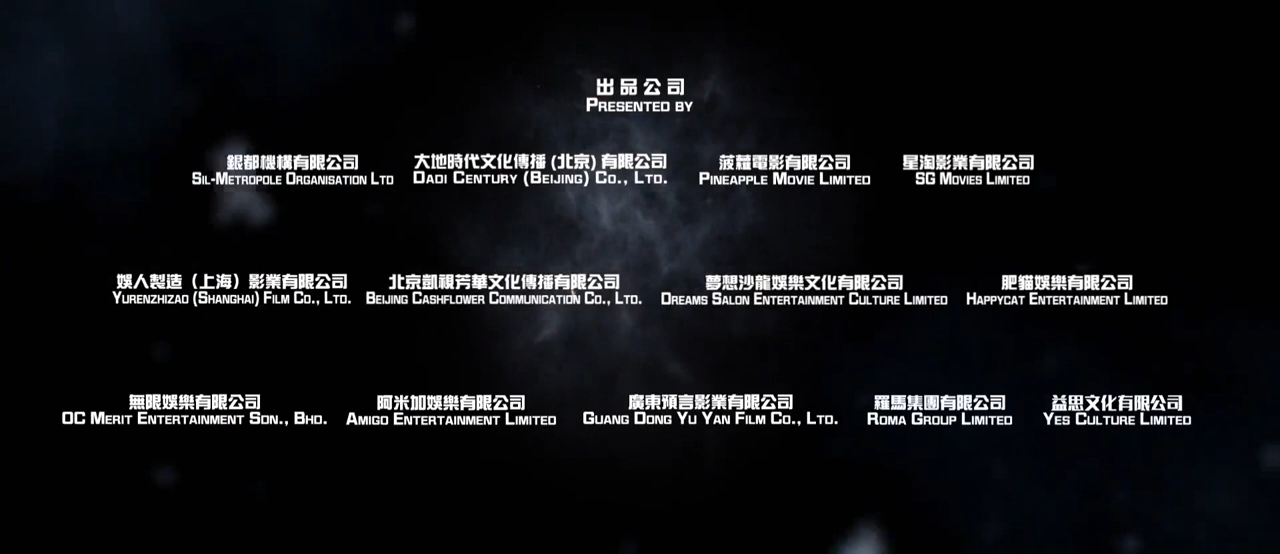 出品公司
PRESENTED BY
銀都機構有限公司 大地時代文化傳播(北京)有限公司 菠蘿電影有限公司 星淘影業有限公司
SIL-METROPOLE ORGANISATION LTD DADI CENTURY (BEIJING) CO., LTD. PINEAPPLE MOVIE LIMITED SG MOVIES LIMITED
娛人製造（上海）影業有限公司 北京凱視芳華文化傳播有限公司 夢想沙龍娛樂文化有限公司 肥貓娛樂有限公司
YURENZHIZAO (SHANGHAI) FILM CO., LTD. BEIJING CASHFLOWER COMMUNICATION CO., LTD. DREAMS SALON ENTERTAINMENT CULTURE LIMITED HAPPYCAT ENTERTAINMENT LIMITED
無限娛樂有限公司 阿米加娛樂有限公司 廣東預言影業有限公司 羅馬集團有限公司 益思文化有限公司
OC MERIT ENTERTAINMENT SDN., BHD. AMIGO ENTERTAINMENT LIMITED GUANG DONG YU YAN FILM CO., LTD. ROMA GROUP LIMITED YES CULTURE LIMITED